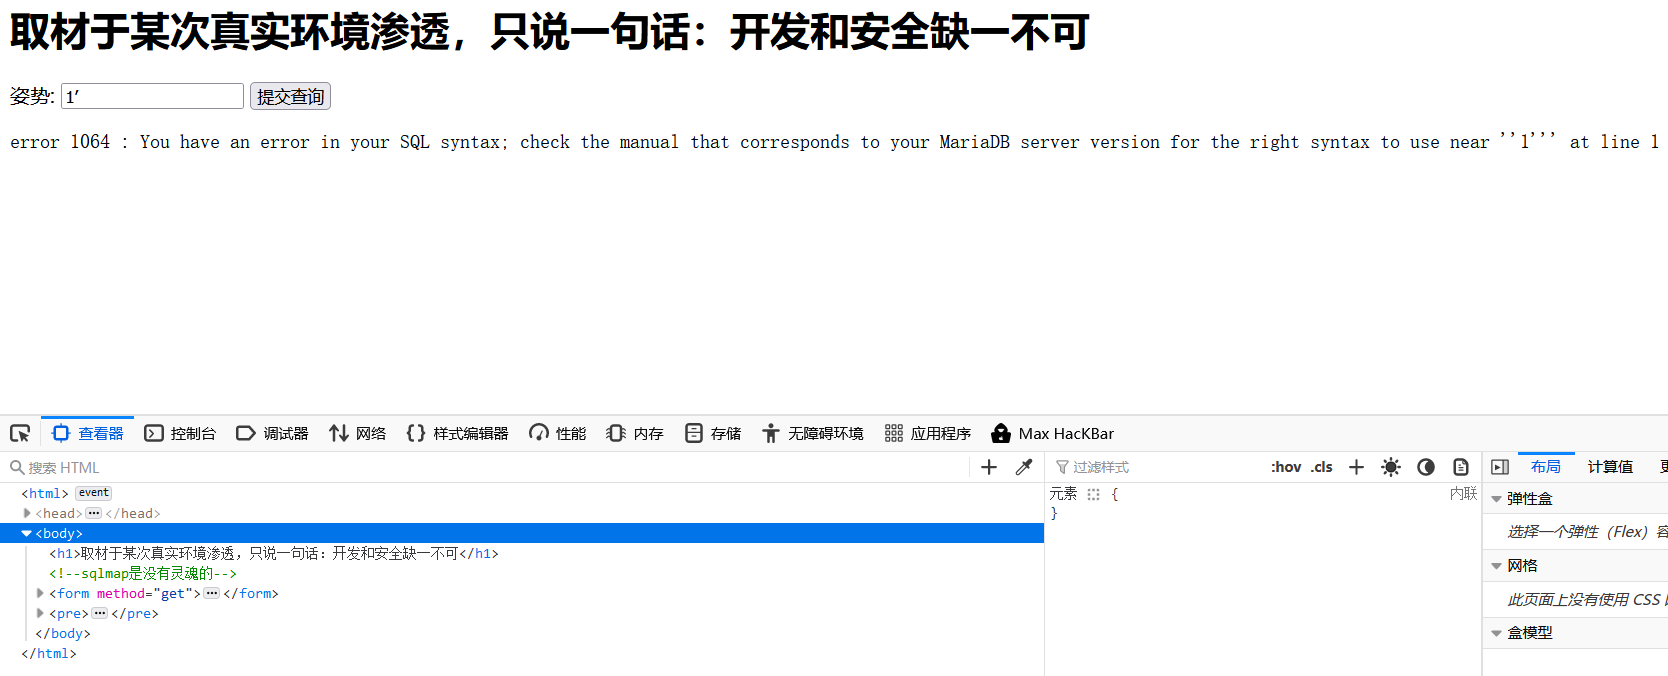 取材于某次真实环境渗透，只说一句话：开发和安全缺一不可
姿势: 1' 提交查询
error 1064 : You have an error in your SQL syntax; check the manual that corresponds to your MariaDB server version for the right syntax to use near ''1''' at line 1
查看器 控制台 调试器 网络 样式编辑器 性能 内存 存储 无障碍环境 应用程序 Max HacKBar
搜索 HTML 过滤样式 :hov .cls 布局 计算值
<html> event 元素 { 内联 弹性盒
<head> ··· </head> }
<body> 选择一个弹性（Flex）
<h1>取材于某次真实环境渗透，只说一句话：开发和安全缺一不可</h1>
<!--sqlmap是没有灵魂的--> 网格
<form method="get"> ··· </form> 此页面上没有使用 CSS
<pre> ··· </pre>
</body> 盒模型
</html>